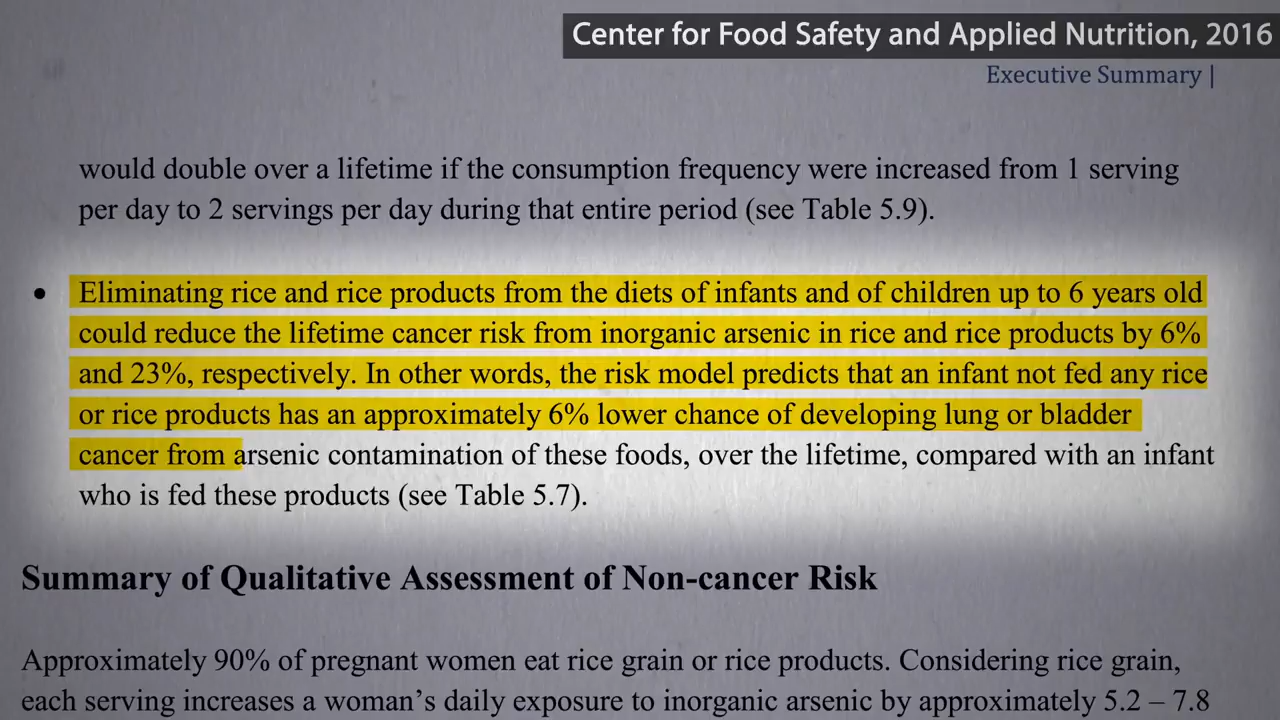 Center for Food Safety and Applied Nutrition, 2016
Executive Summary |
would double over a lifetime if the consumption frequency were increased from 1 serving
per day to 2 servings per day during that entire period (see Table 5.9).
• Eliminating rice and rice products from the diets of infants and of children up to 6 years old
could reduce the lifetime cancer risk from inorganic arsenic in rice and rice products by 6%
and 23%, respectively. In other words, the risk model predicts that an infant not fed any rice
or rice products has an approximately 6% lower chance of developing lung or bladder
cancer from arsenic contamination of these foods, over the lifetime, compared with an infant
who is fed these products (see Table 5.7).
Summary of Qualitative Assessment of Non-cancer Risk
Approximately 90% of pregnant women eat rice grain or rice products. Considering rice grain,
each serving increases a woman’s daily exposure to inorganic arsenic by approximately 5.2 – 7.8